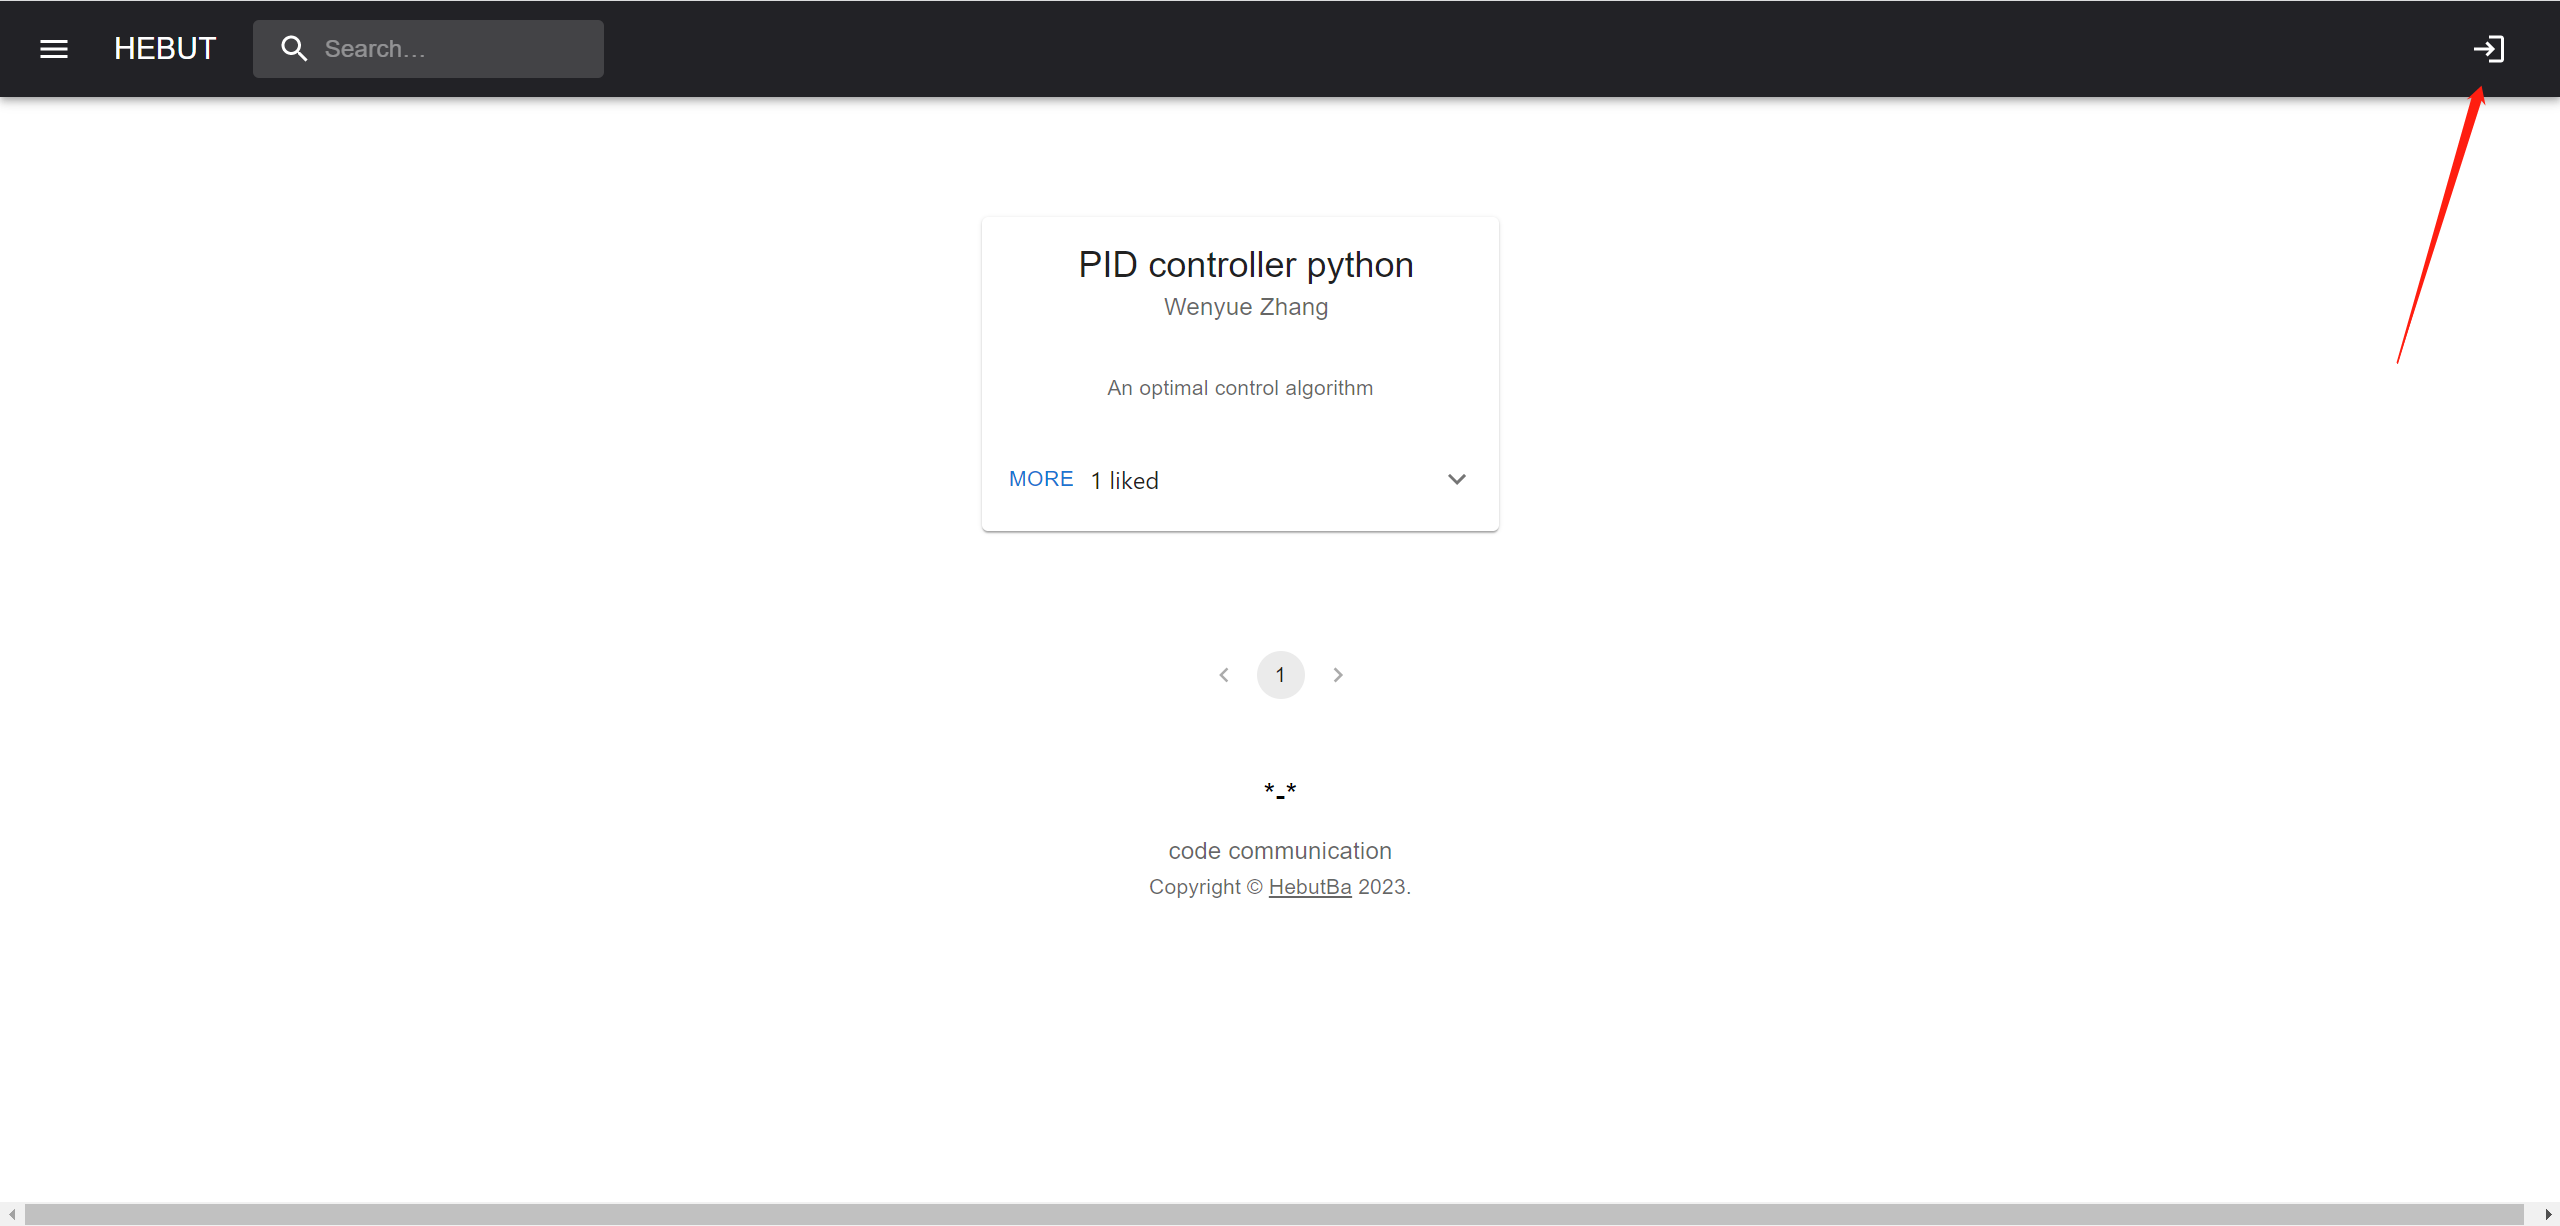 HEBUT
Search...
PID controller python
Wenyue Zhang
An optimal control algorithm
MORE 1 liked
1
*-*
code communication
Copyright © HebutBa 2023.